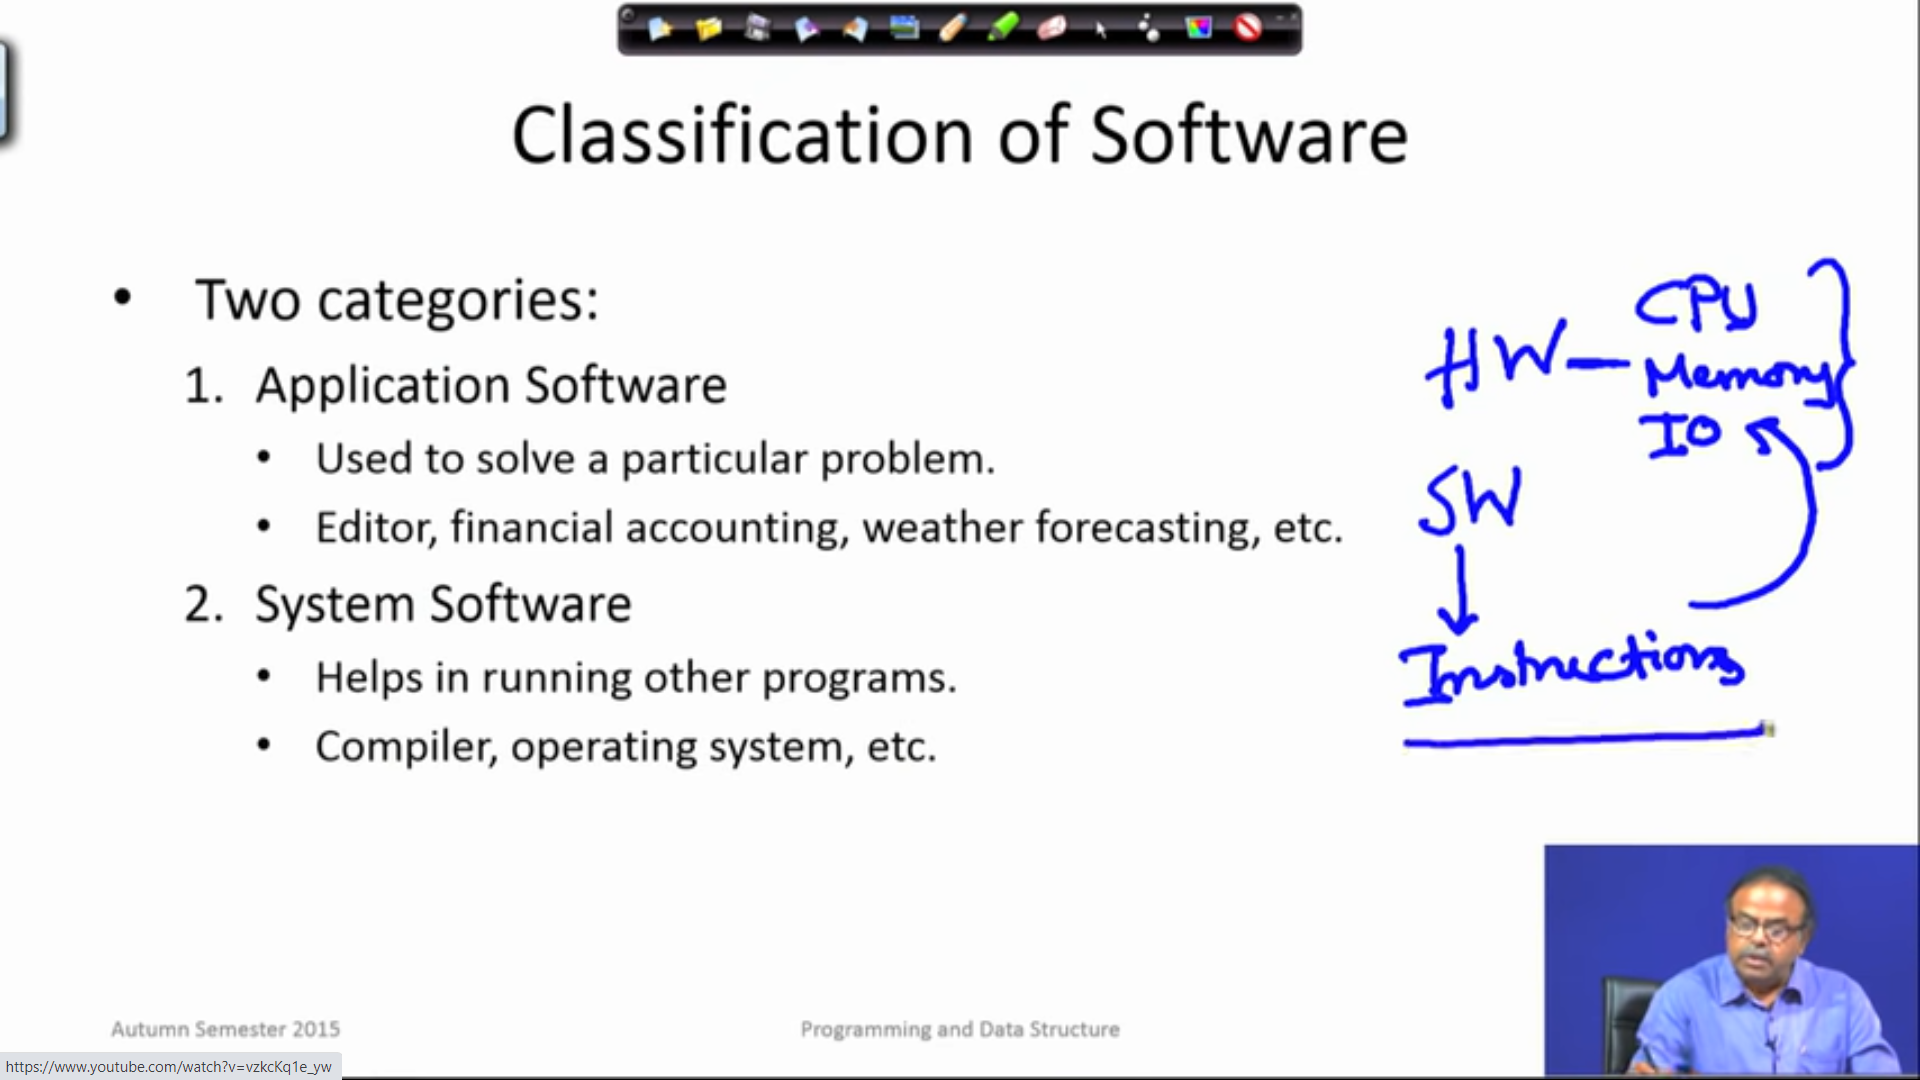 Classification of Software
• Two categories:
1. Application Software
• Used to solve a particular problem.
• Editor, financial accounting, weather forecasting, etc.
2. System Software
• Helps in running other programs.
• Compiler, operating system, etc.
HW — CPU
Memory
IO
SW
Instructions
Autumn Semester 2015
Programming and Data Structure
https://www.youtube.com/watch?v=vzkcKq1e_yw